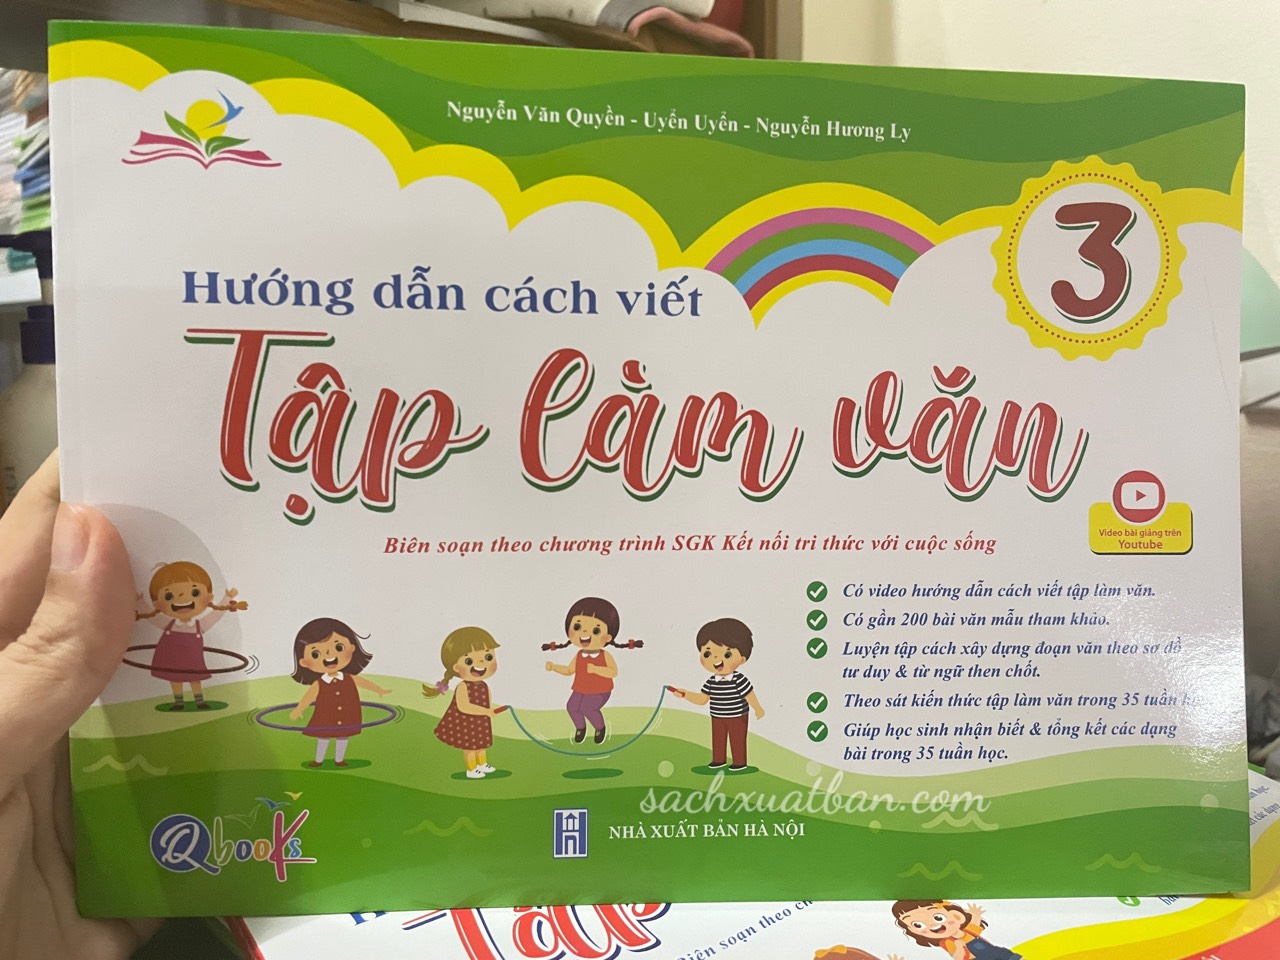 Nguyễn Văn Quyền - Uyển Uyển - Nguyễn Hương Ly
3
Hướng dẫn cách viết
Tập làm văn
Biên soạn theo chương trình SGK Kết nối tri thức với cuộc sống
Video bài giảng trên
Youtube
Có video hướng dẫn cách viết tập làm văn.
Có gần 200 bài văn mẫu tham khảo.
Luyện tập cách xây dựng đoạn văn theo sơ đồ
tư duy & từ ngữ then chốt.
Theo sát kiến thức tập làm văn trong 35 tuần
Giúp học sinh nhận biết & tổng kết các dạng
bài trong 35 tuần học.
sachxuatban.com
Qbooks
NHÀ XUẤT BẢN HÀ NỘI
Tập
Biên soạn theo